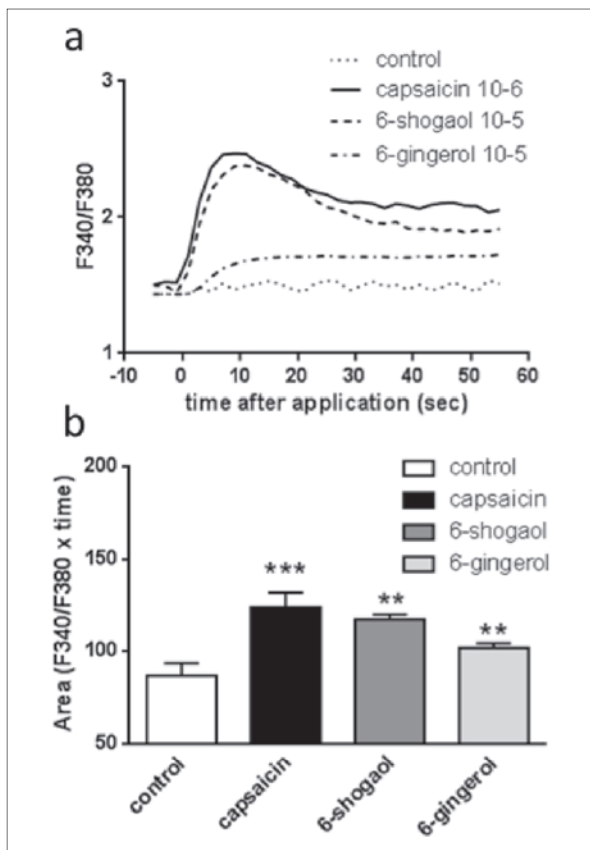 a
control
capsaicin 10-6
6-shogaol 10-5
6-gingerol 10-5
3
2
1
F340/F380
-10 0 10 20 30 40 50 60
time after application (sec)
b
200
150
100
50
Area (F340/F380 x time)
control
capsaicin
6-shogaol
6-gingerol
***
**
**
control
capsaicin
6-shogaol
6-gingerol